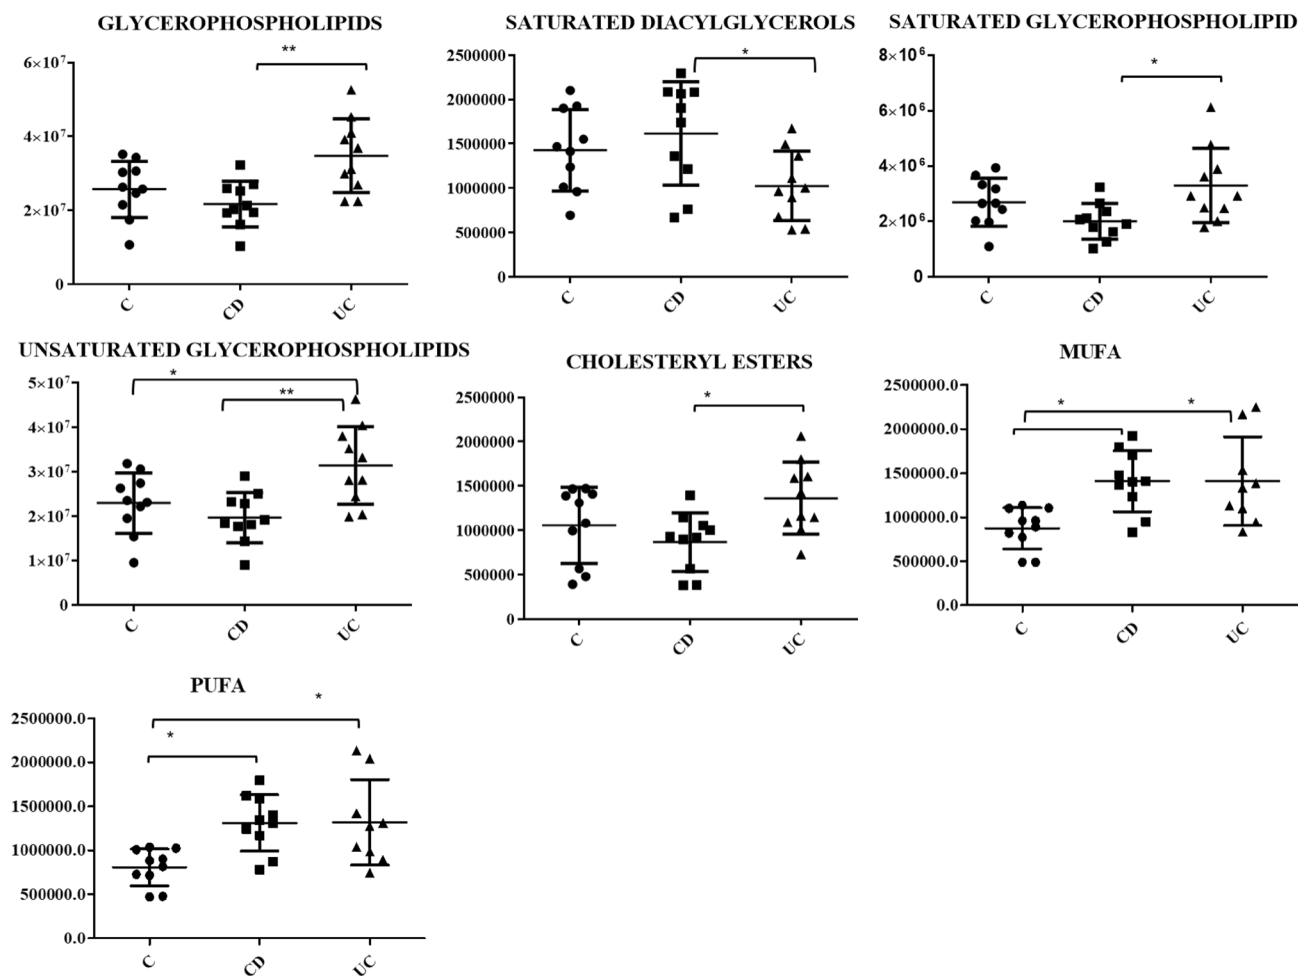 GLYCEROPHOSPHOLIPIDS
**
6×10⁷
4×10⁷
2×10⁷
0
C
CD
UC
SATURATED DIACYLGLYCEROLS
*
2500000
2000000
1500000
1000000
500000
0
C
CD
UC
SATURATED GLYCEROPHOSPHOLIPID
*
8×10⁶
6×10⁶
4×10⁶
2×10⁶
0
C
CD
UC
UNSATURATED GLYCEROPHOSPHOLIPIDS
*
**
5×10⁷
4×10⁷
3×10⁷
2×10⁷
1×10⁷
0
C
CD
UC
CHOLESTERYL ESTERS
*
2500000
2000000
1500000
1000000
500000
0
C
CD
UC
MUFA
* *
2500000.0
2000000.0
1500000.0
1000000.0
500000.0
0.0
C
CD
UC
PUFA
*
*
2500000.0
2000000.0
1500000.0
1000000.0
500000.0
0.0
C
CD
UC